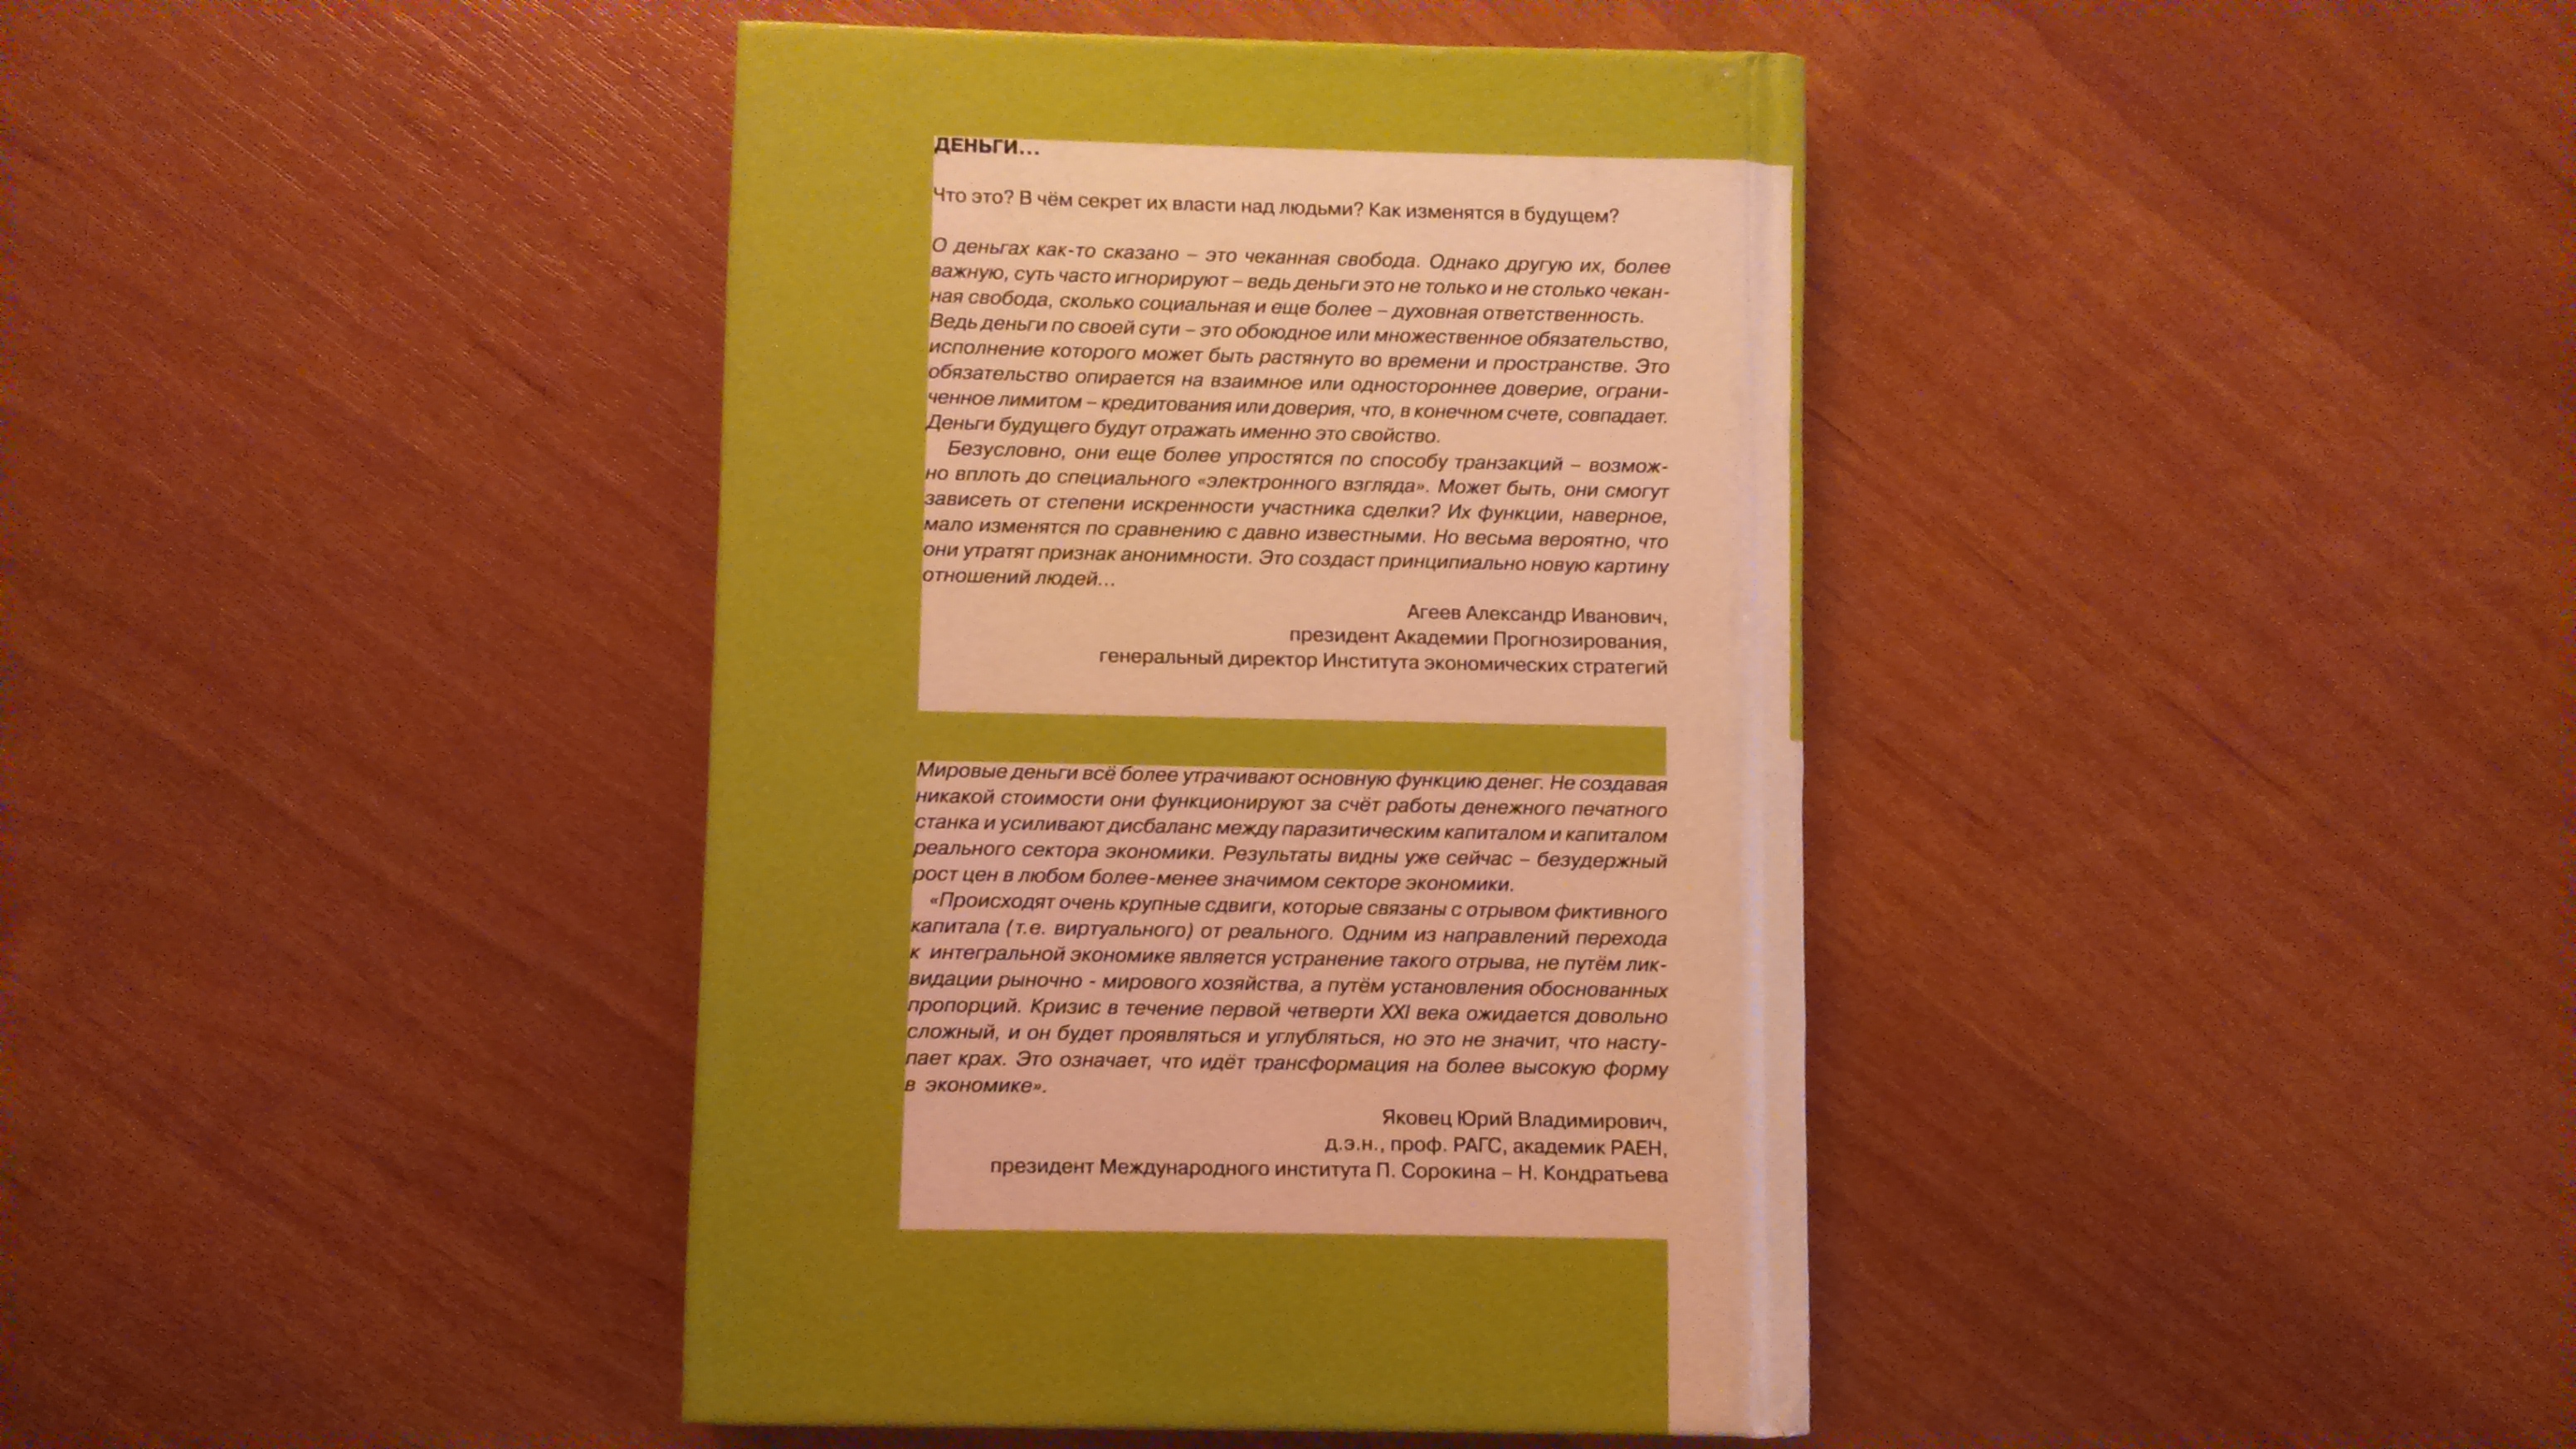 ДЕНЬГИ...
Что это? В чём секрет их власти над людьми? Как изменятся в будущем?
О деньгах как-то сказано – это чеканная свобода. Однако другую их, более
важную, суть часто игнорируют – ведь деньги это не только и не столько чекан-
ная свобода, сколько социальная и еще более – духовная ответственность.
Ведь деньги по своей сути – это обоюдное или множественное обязательство,
исполнение которого может быть растянуто во времени и пространстве. Это
обязательство опирается на взаимное или одностороннее доверие, ограни-
ченное лимитом – кредитования или доверия, что, в конечном счете, совпадает.
Деньги будущего будут отражать именно это свойство.
Безусловно, они еще более упростятся по способу транзакций – возмож-
но вплоть до специального «электронного взгляда». Может быть, они смогут
зависеть от степени искренности участника сделки? Их функции, наверное,
мало изменятся по сравнению с давно известными. Но весьма вероятно, что
они утратят признак анонимности. Это создаст принципиально новую картину
отношений людей...
Агеев Александр Иванович,
президент Академии Прогнозирования,
генеральный директор Института экономических стратегий
Мировые деньги всё более утрачивают основную функцию денег. Не создавая
никакой стоимости они функционируют за счёт работы денежного печатного
станка и усиливают дисбаланс между паразитическим капиталом и капиталом
реального сектора экономики. Результаты видны уже сейчас – безудержный
рост цен в любом более-менее значимом секторе экономики.
«Происходят очень крупные сдвиги, которые связаны с отрывом фиктивного
капитала (т.е. виртуального) от реального. Одним из направлений перехода
к интегральной экономике является устранение такого отрыва, не путём лик-
видации рыночно - мирового хозяйства, а путём установления обоснованных
пропорций. Кризис в течение первой четверти XXI века ожидается довольно
сложный, и он будет проявляться и углубляться, но это не значит, что насту-
пает крах. Это означает, что идёт трансформация на более высокую форму
в экономике».
Яковец Юрий Владимирович,
д.э.н., проф. РАГС, академик РАЕН,
президент Международного института П. Сорокина – Н. Кондратьева